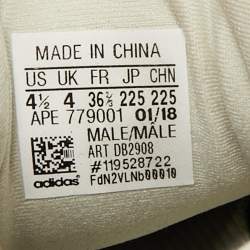 MADE IN CHINA
US UK FR JP CHN
4½ 4 36⅔ 225 225
APE 779001 01/18
MALE/MÂLE
ART DB2908
#119528722
adidas FdN2VLNb00010